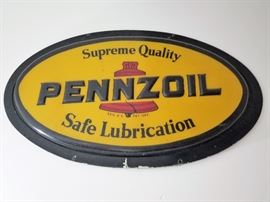 Supreme Quality
PENNZOIL
Safe Lubrication